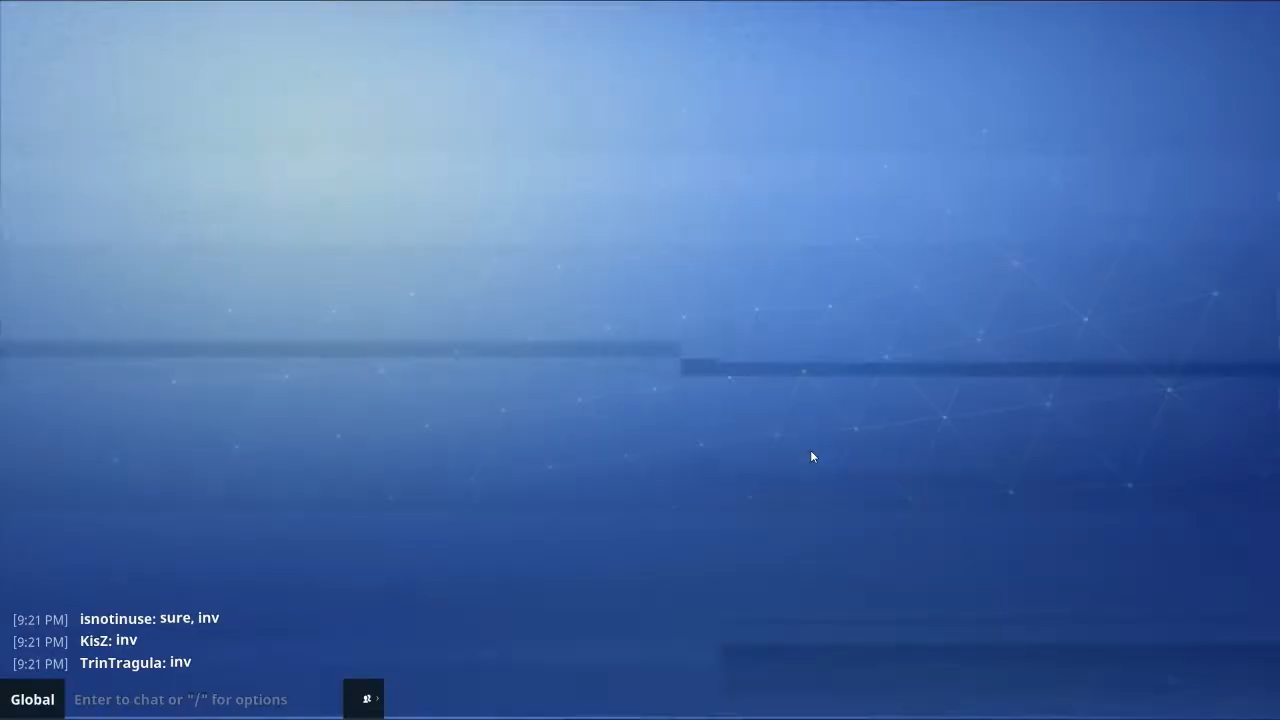 [9:21 PM] isnotinuse: sure, inv
[9:21 PM] KisZ: inv
[9:21 PM] TrinTragula: inv
Global Enter to chat or "/" for options